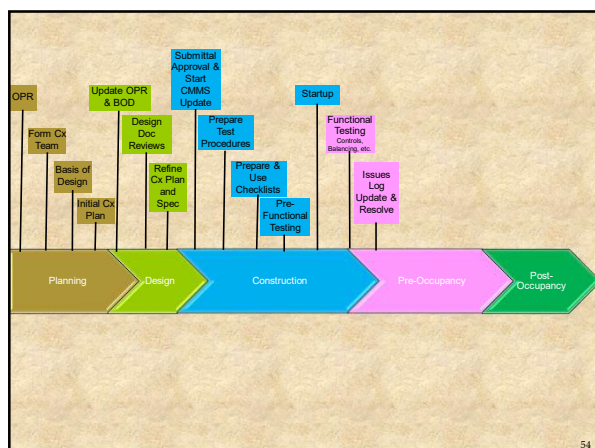 Submittal
Approval &
Start
CMMS
Update
OPR
Update OPR
& BOD
Startup
Form Cx
Team
Design
Doc
Reviews
Prepare
Test
Procedures
Functional
Testing
Controls,
Balancing, etc.
Basis of
Design
Refine
Cx Plan
and
Spec
Prepare &
Use
Checklists
Issues
Log
Update &
Resolve
Initial Cx
Plan
Pre-
Functional
Testing
Planning
Design
Construction
Pre-Occupancy
Post-
Occupancy
54